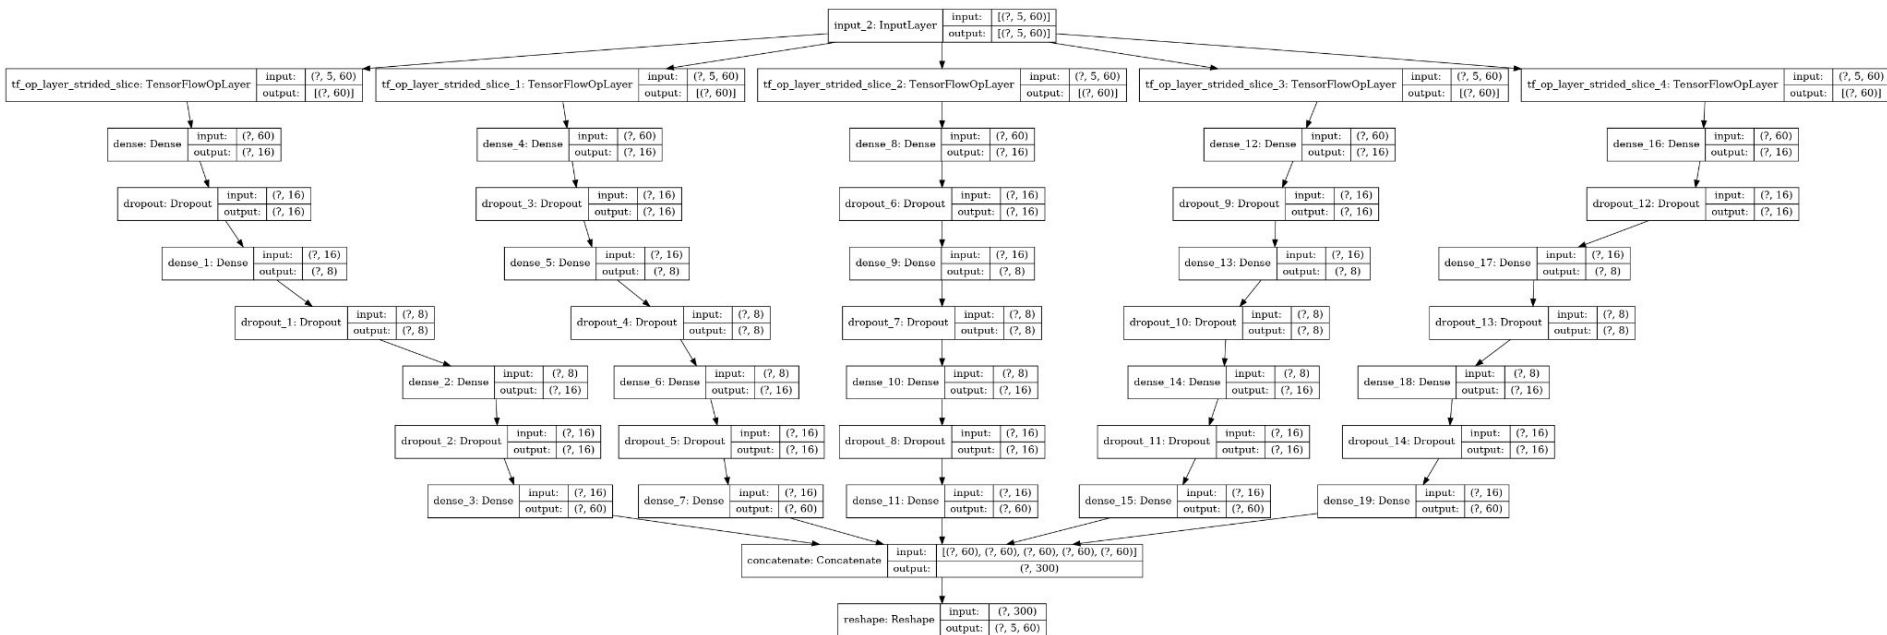 input_2: InputLayer input: [(?, 5, 60)]
output: [(?, 5, 60)]
tf_op_layer_strided_slice: TensorFlowOpLayer input: (?, 5, 60)
output: [(?, 60)]
tf_op_layer_strided_slice_1: TensorFlowOpLayer input: (?, 5, 60)
output: [(?, 60)]
tf_op_layer_strided_slice_2: TensorFlowOpLayer input: (?, 5, 60)
output: [(?, 60)]
tf_op_layer_strided_slice_3: TensorFlowOpLayer input: (?, 5, 60)
output: [(?, 60)]
tf_op_layer_strided_slice_4: TensorFlowOpLayer input: (?, 5, 60)
output: [(?, 60)]
dense: Dense input: (?, 60)
output: (?, 16)
dense_4: Dense input: (?, 60)
output: (?, 16)
dense_8: Dense input: (?, 60)
output: (?, 16)
dense_12: Dense input: (?, 60)
output: (?, 16)
dense_16: Dense input: (?, 60)
output: (?, 16)
dropout: Dropout input: (?, 16)
output: (?, 16)
dropout_3: Dropout input: (?, 16)
output: (?, 16)
dropout_6: Dropout input: (?, 16)
output: (?, 16)
dropout_9: Dropout input: (?, 16)
output: (?, 16)
dropout_12: Dropout input: (?, 16)
output: (?, 16)
dense_1: Dense input: (?, 16)
output: (?, 8)
dense_5: Dense input: (?, 16)
output: (?, 8)
dense_9: Dense input: (?, 16)
output: (?, 8)
dense_13: Dense input: (?, 16)
output: (?, 8)
dense_17: Dense input: (?, 16)
output: (?, 8)
dropout_1: Dropout input: (?, 8)
output: (?, 8)
dropout_4: Dropout input: (?, 8)
output: (?, 8)
dropout_7: Dropout input: (?, 8)
output: (?, 8)
dropout_10: Dropout input: (?, 8)
output: (?, 8)
dropout_13: Dropout input: (?, 8)
output: (?, 8)
dense_2: Dense input: (?, 8)
output: (?, 16)
dense_6: Dense input: (?, 8)
output: (?, 16)
dense_10: Dense input: (?, 8)
output: (?, 16)
dense_14: Dense input: (?, 8)
output: (?, 16)
dense_18: Dense input: (?, 8)
output: (?, 16)
dropout_2: Dropout input: (?, 16)
output: (?, 16)
dropout_5: Dropout input: (?, 16)
output: (?, 16)
dropout_8: Dropout input: (?, 16)
output: (?, 16)
dropout_11: Dropout input: (?, 16)
output: (?, 16)
dropout_14: Dropout input: (?, 16)
output: (?, 16)
dense_3: Dense input: (?, 16)
output: (?, 60)
dense_7: Dense input: (?, 16)
output: (?, 60)
dense_11: Dense input: (?, 16)
output: (?, 60)
dense_15: Dense input: (?, 16)
output: (?, 60)
dense_19: Dense input: (?, 16)
output: (?, 60)
concatenate: Concatenate input: [(?, 60), (?, 60), (?, 60), (?, 60), (?, 60)]
output: (?, 300)
reshape: Reshape input: (?, 300)
output: (?, 5, 60)